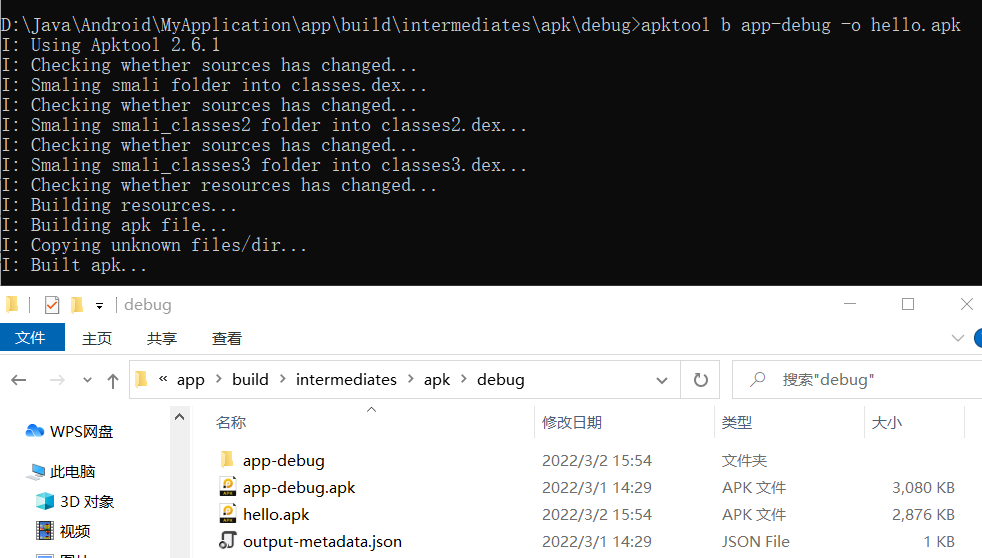 D:\Java\Android\MyApplication\app\build\intermediates\apk\debug>apktool b app-debug -o hello.apk
I: Using Apktool 2.6.1
I: Checking whether sources has changed...
I: Smaling smali folder into classes.dex...
I: Checking whether sources has changed...
I: Smaling smali_classes2 folder into classes2.dex...
I: Checking whether sources has changed...
I: Smaling smali_classes3 folder into classes3.dex...
I: Checking whether resources has changed...
I: Building resources...
I: Building apk file...
I: Copying unknown files/dir...
I: Built apk...
debug
文件 主页 共享 查看
« app > build > intermediates > apk > debug 搜索"debug"
名称 修改日期 类型 大小
WPS网盘
此电脑
3D 对象
视频
app-debug 2022/3/2 15:54 文件夹
app-debug.apk 2022/3/1 14:29 APK 文件 3,080 KB
hello.apk 2022/3/2 15:54 APK 文件 2,876 KB
output-metadata.json 2022/3/1 14:29 JSON File 1 KB